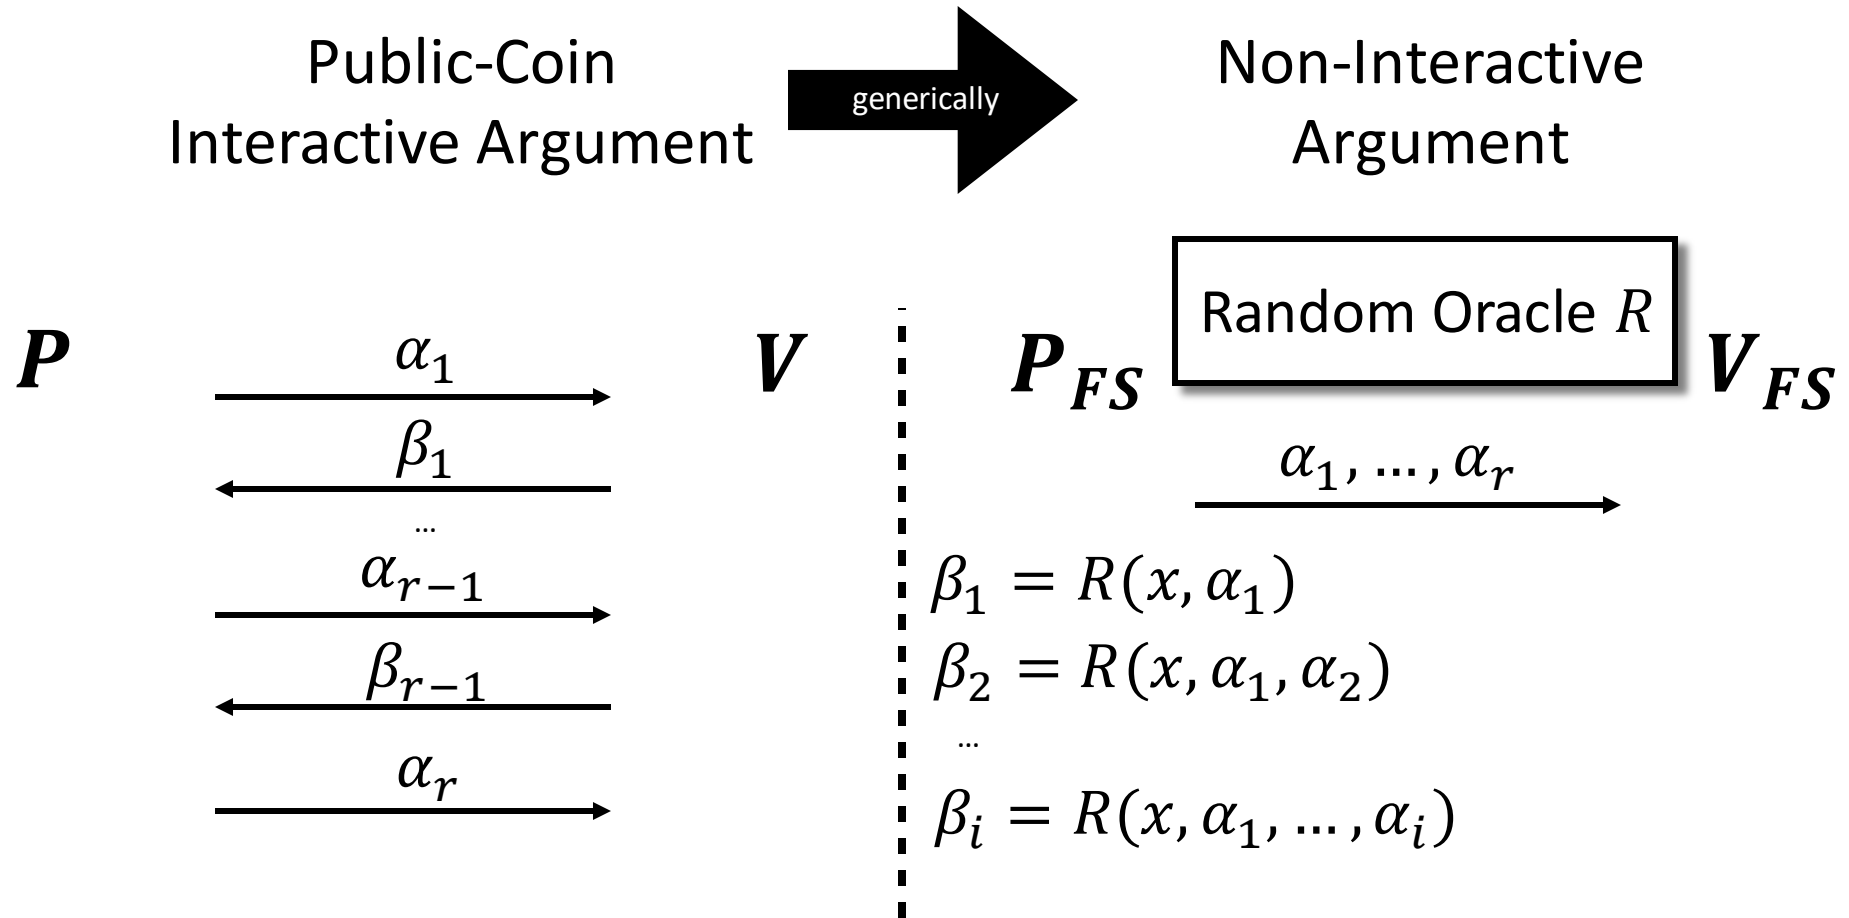 Public-Coin
Interactive Argument
generically
Non-Interactive
Argument
P
V
α₁
β₁
...
αᵣ₋₁
βᵣ₋₁
αᵣ
Random Oracle R
P_FS
V_FS
α₁, … , αᵣ
β₁ = R(x, α₁)
β₂ = R(x, α₁, α₂)
...
βᵢ = R(x, α₁, … , αᵢ)